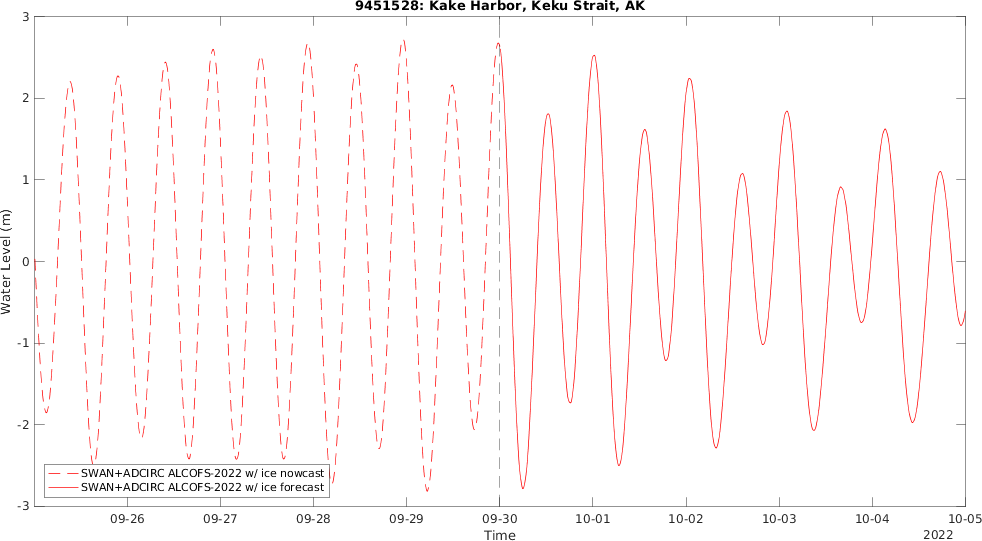 9451528: Kake Harbor, Keku Strait, AK
3
2
1
0
-1
-2
-3
Water Level (m)
SWAN+ADCIRC ALCOFS-2022 w/ ice nowcast
SWAN+ADCIRC ALCOFS-2022 w/ ice forecast
09-26 09-27 09-28 09-29 09-30 10-01 10-02 10-03 10-04 10-05
Time
2022